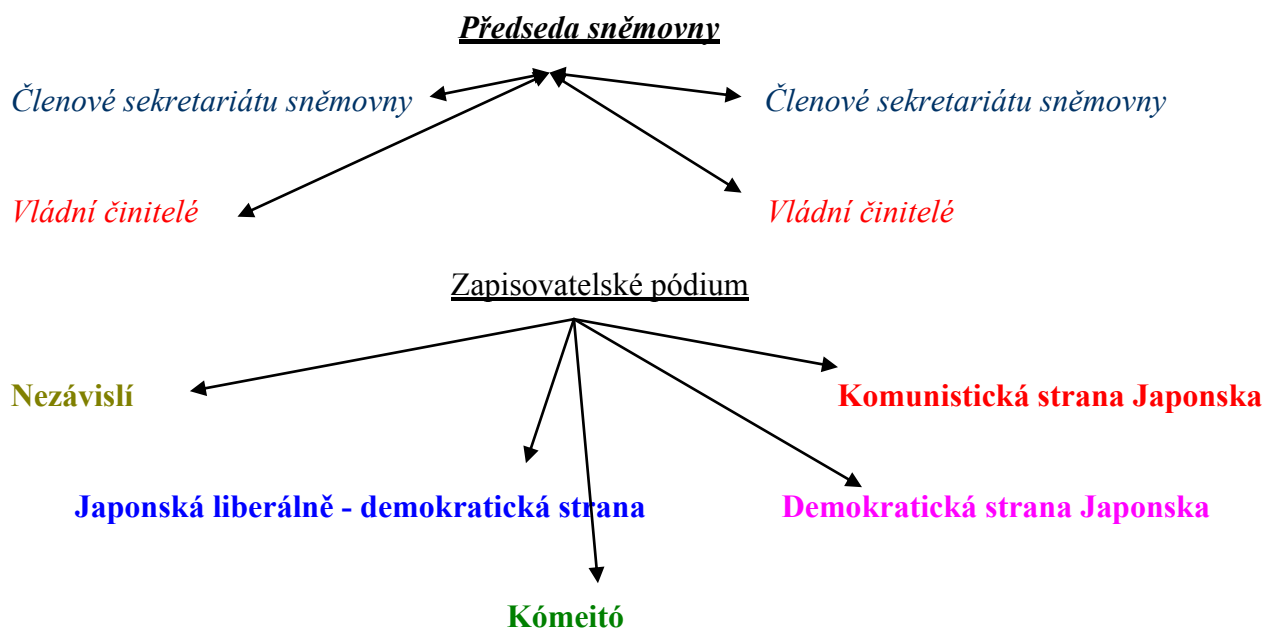 Předseda sněmovny
Členové sekretariátu sněmovny
Členové sekretariátu sněmovny
Vládní činitelé
Vládní činitelé
Zapisovatelské pódium
Nezávislí
Komunistická strana Japonska
Japonská liberálně - demokratická strana
Demokratická strana Japonska
Kómeitó